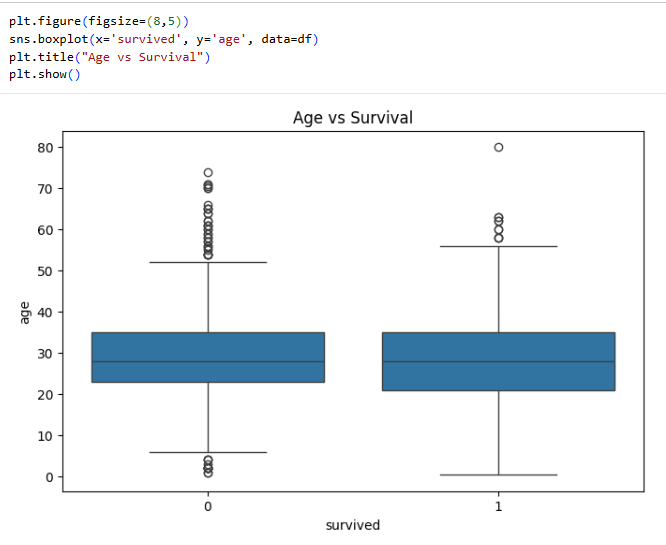 plt.figure(figsize=(8,5))
sns.boxplot(x='survived', y='age', data=df)
plt.title("Age vs Survival")
plt.show()
Age vs Survival
80
70
60
50
40
30
20
10
0
age
0 1
survived